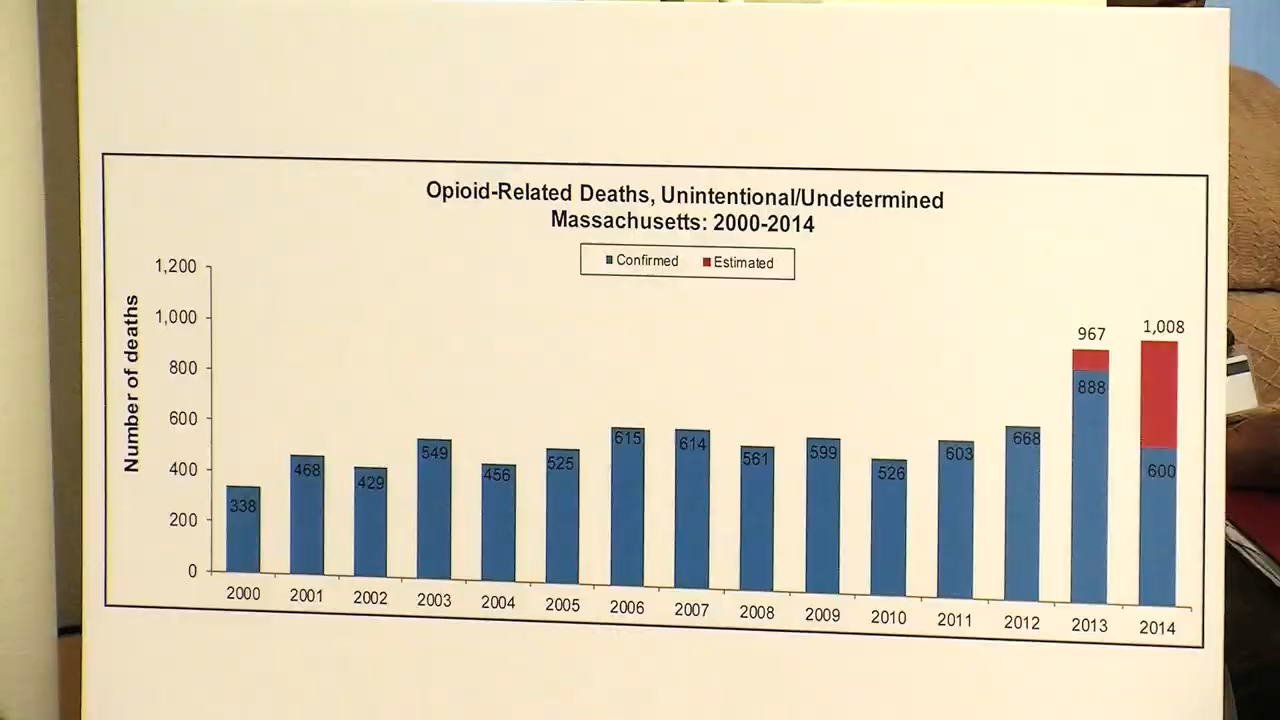 Opioid-Related Deaths, Unintentional/Undetermined
Massachusetts: 2000-2014
Confirmed Estimated
Number of deaths
1,200
1,000
800
600
400
200
0
967 1,008
888
338 468 429 549 456 525 615 614 561 599 526 603 668 600
2000 2001 2002 2003 2004 2005 2006 2007 2008 2009 2010 2011 2012 2013 2014